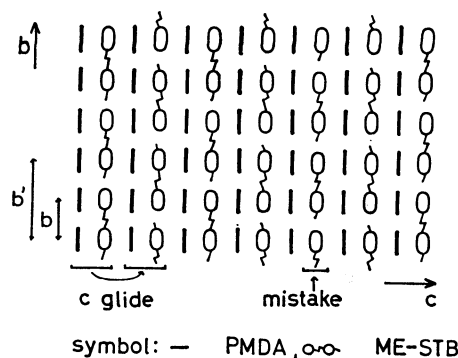 b
b'
b
c glide
mistake
c
symbol: — PMDA, ME-STB